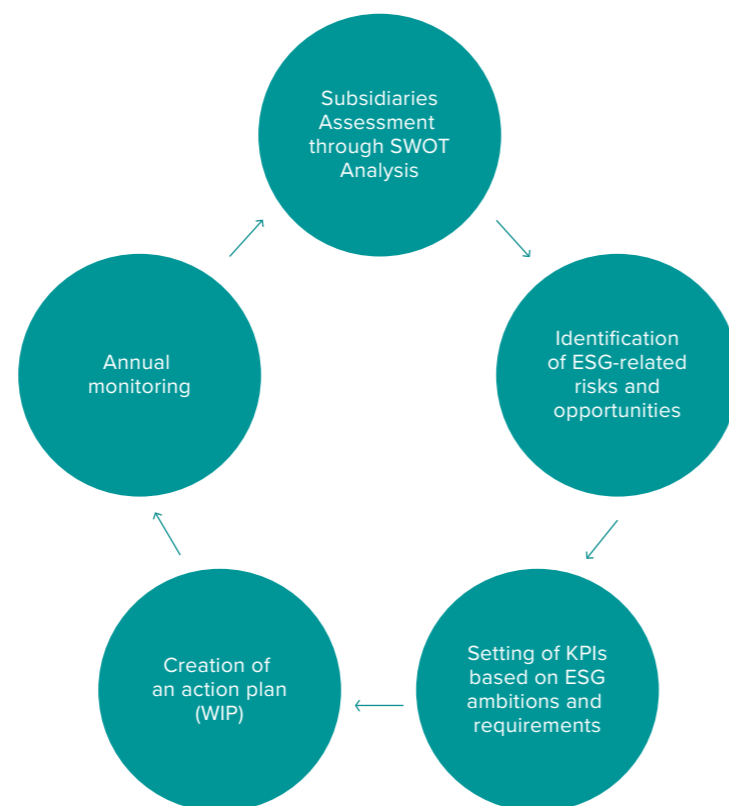 Subsidiaries
Assessment
through SWOT
Analysis
Identification
of ESG-related
risks and
opportunities
Setting of KPIs
based on ESG
ambitions and
requirements
Creation of
an action plan
(WIP)
Annual
monitoring